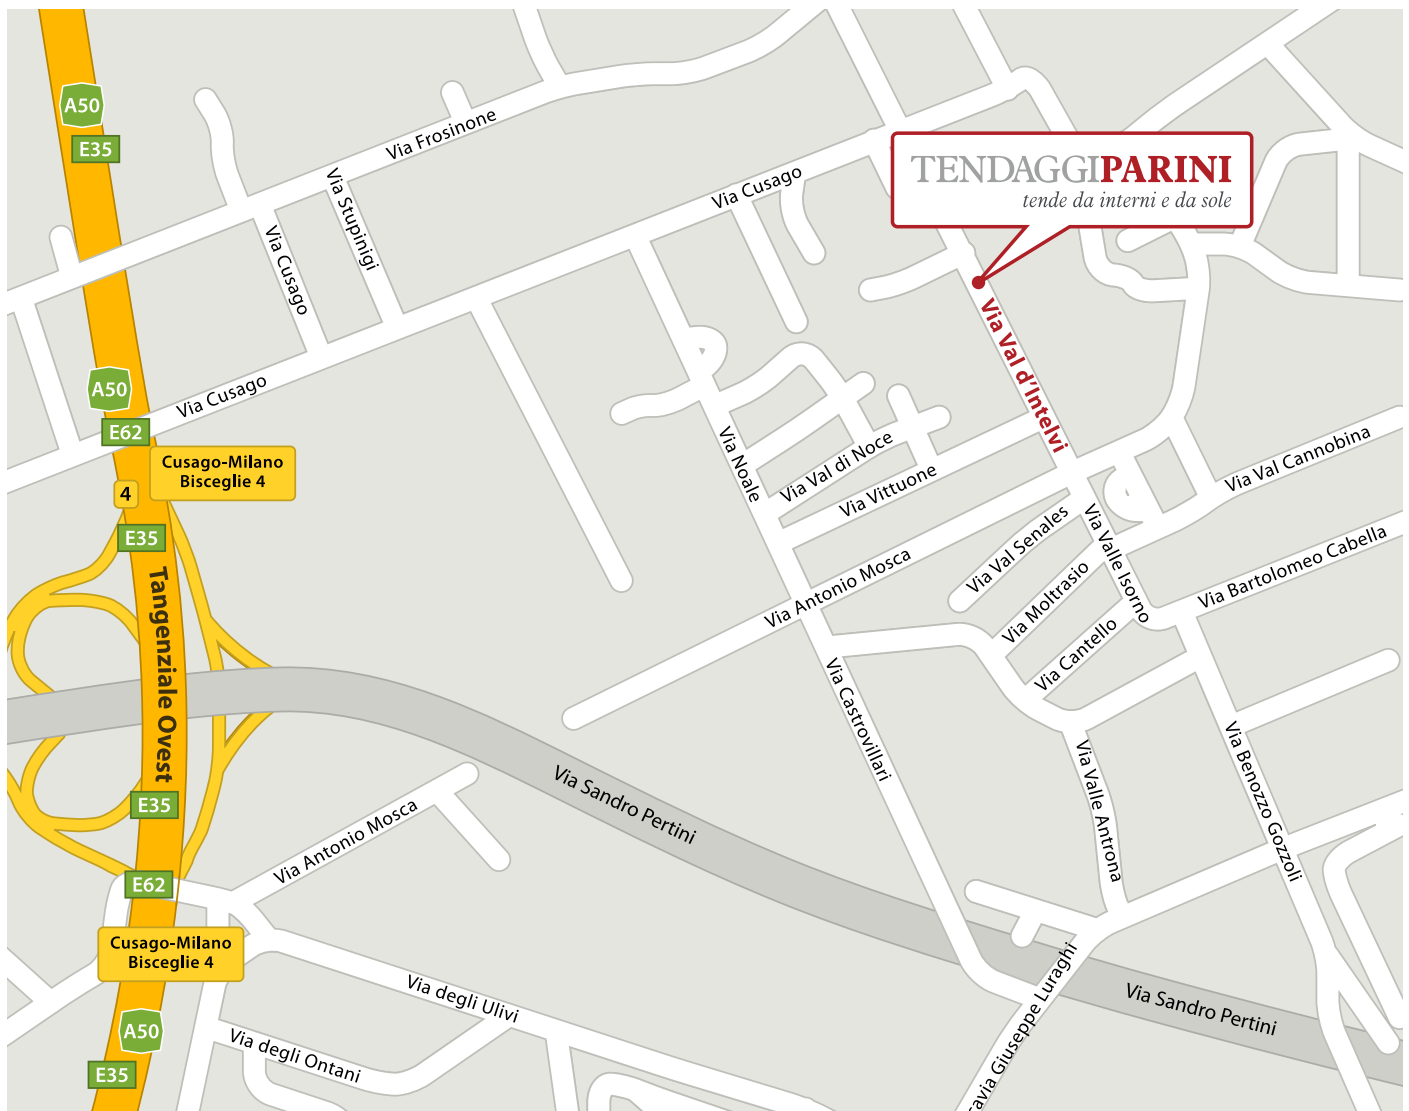 A50
E35
Via Frosinone
Via Stupinigi
Via Cusago
Via Cusago
TENDAGGIPARINI
tende da interni e da sole
Via Val d'Intelvi
A50
E62
Via Cusago
Cusago-Milano
Bisceglie 4
4
E35
Tangenziale Ovest
Via Noale
Via Val di Noce
Via Vittuone
Via Val Cannobina
Via Antonio Mosca
Via Val Senales
Via Valle Isorno
Via Bartolomeo Cabella
Via Moltrasio
Via Cantello
Via Castrovillari
Via Valle Antrona
Via Benozzo Gozzoli
Via Sandro Pertini
E35
Via Antonio Mosca
E62
Cusago-Milano
Bisceglie 4
Via degli Ulivi
Via Sandro Pertini
avia Giuseppe Luraghi
A50
Via degli Ontani
E35